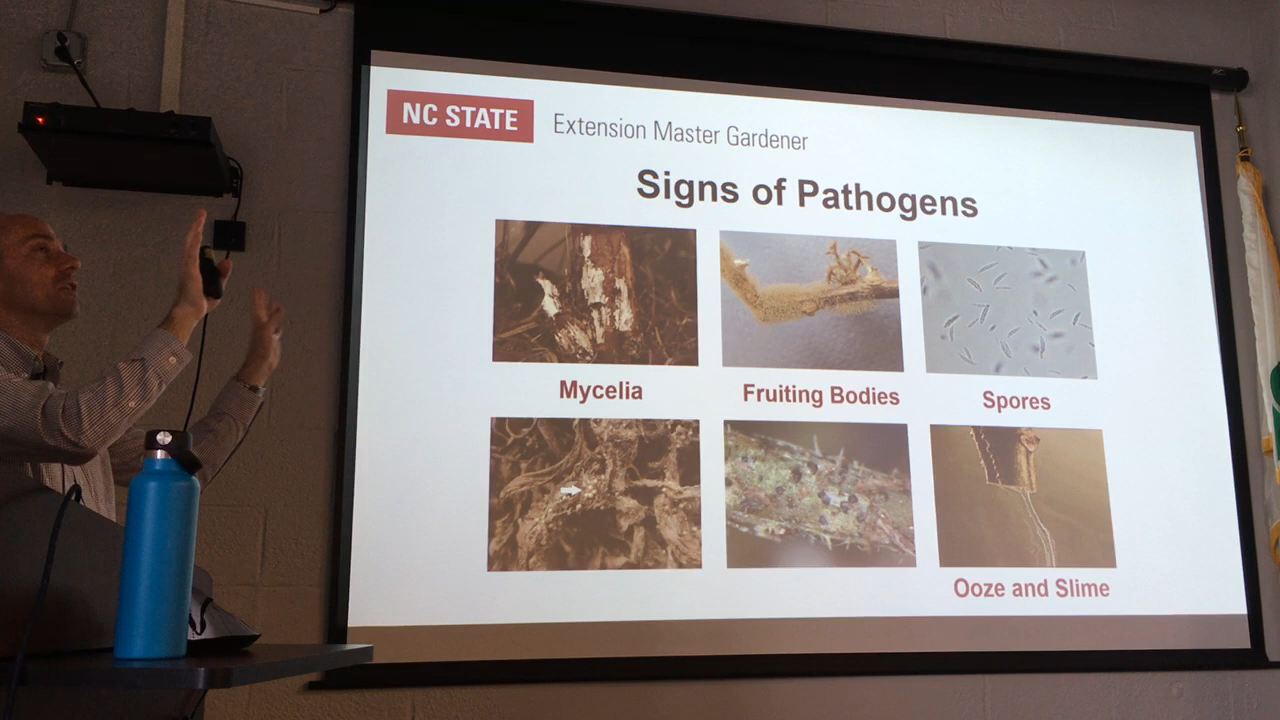 NC STATE Extension Master Gardener
Signs of Pathogens
Mycelia Fruiting Bodies Spores
Ooze and Slime